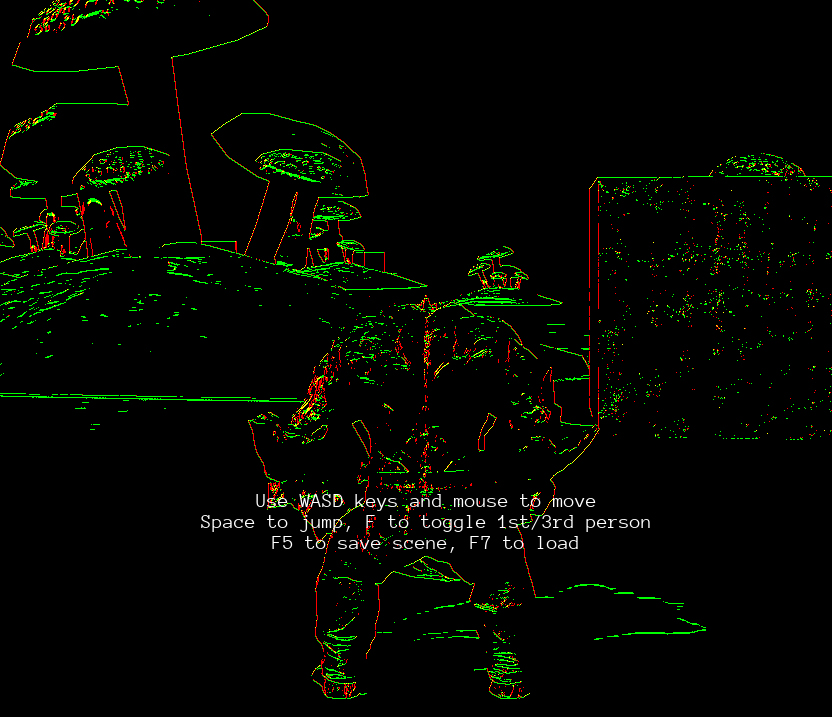 Use WASD keys and mouse to move
Space to jump, F to toggle 1st/3rd person
F5 to save scene, F7 to load